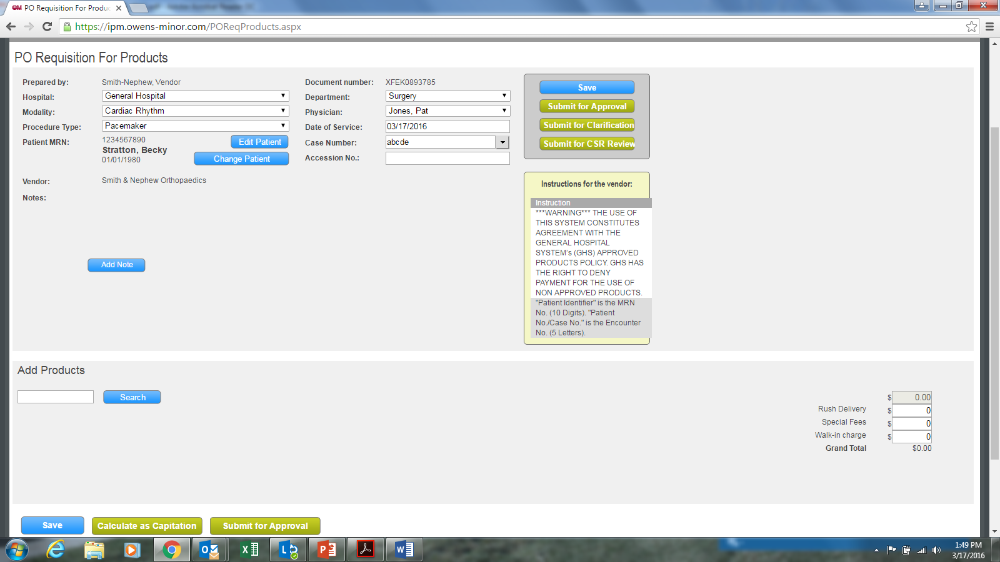 OM PO Requisition For Produc
https://ipm.owens-minor.com/POReqProducts.aspx
PO Requisition For Products
Prepared by: Smith-Nephew, Vendor Document number: XFEK0893785
Hospital: General Hospital Department: Surgery
Modality: Cardiac Rhythm Physician: Jones, Pat
Procedure Type: Pacemaker Date of Service: 03/17/2016
Patient MRN: 1234567890 Edit Patient Case Number: abcde
Stratton, Becky
01/01/1980 Change Patient Accession No.:
Vendor: Smith & Nephew Orthopaedics
Notes:
Add Note
Save
Submit for Approval
Submit for Clarification
Submit for CSR Review
Instructions for the vendor:
Instruction
***WARNING*** THE USE OF
THIS SYSTEM CONSTITUTES
AGREEMENT WITH THE
GENERAL HOSPITAL
SYSTEM's (GHS) APPROVED
PRODUCTS POLICY. GHS HAS
THE RIGHT TO DENY
PAYMENT FOR THE USE OF
NON APPROVED PRODUCTS.
"Patient Identifier" is the MRN
No. (10 Digits). "Patient
No./Case No." is the Encounter
No. (5 Letters).
Add Products
Search
$ 0.00
Rush Delivery $ 0
Special Fees $ 0
Walk-in charge $ 0
Grand Total $0.00
Save Calculate as Capitation Submit for Approval
1:49 PM
3/17/2016